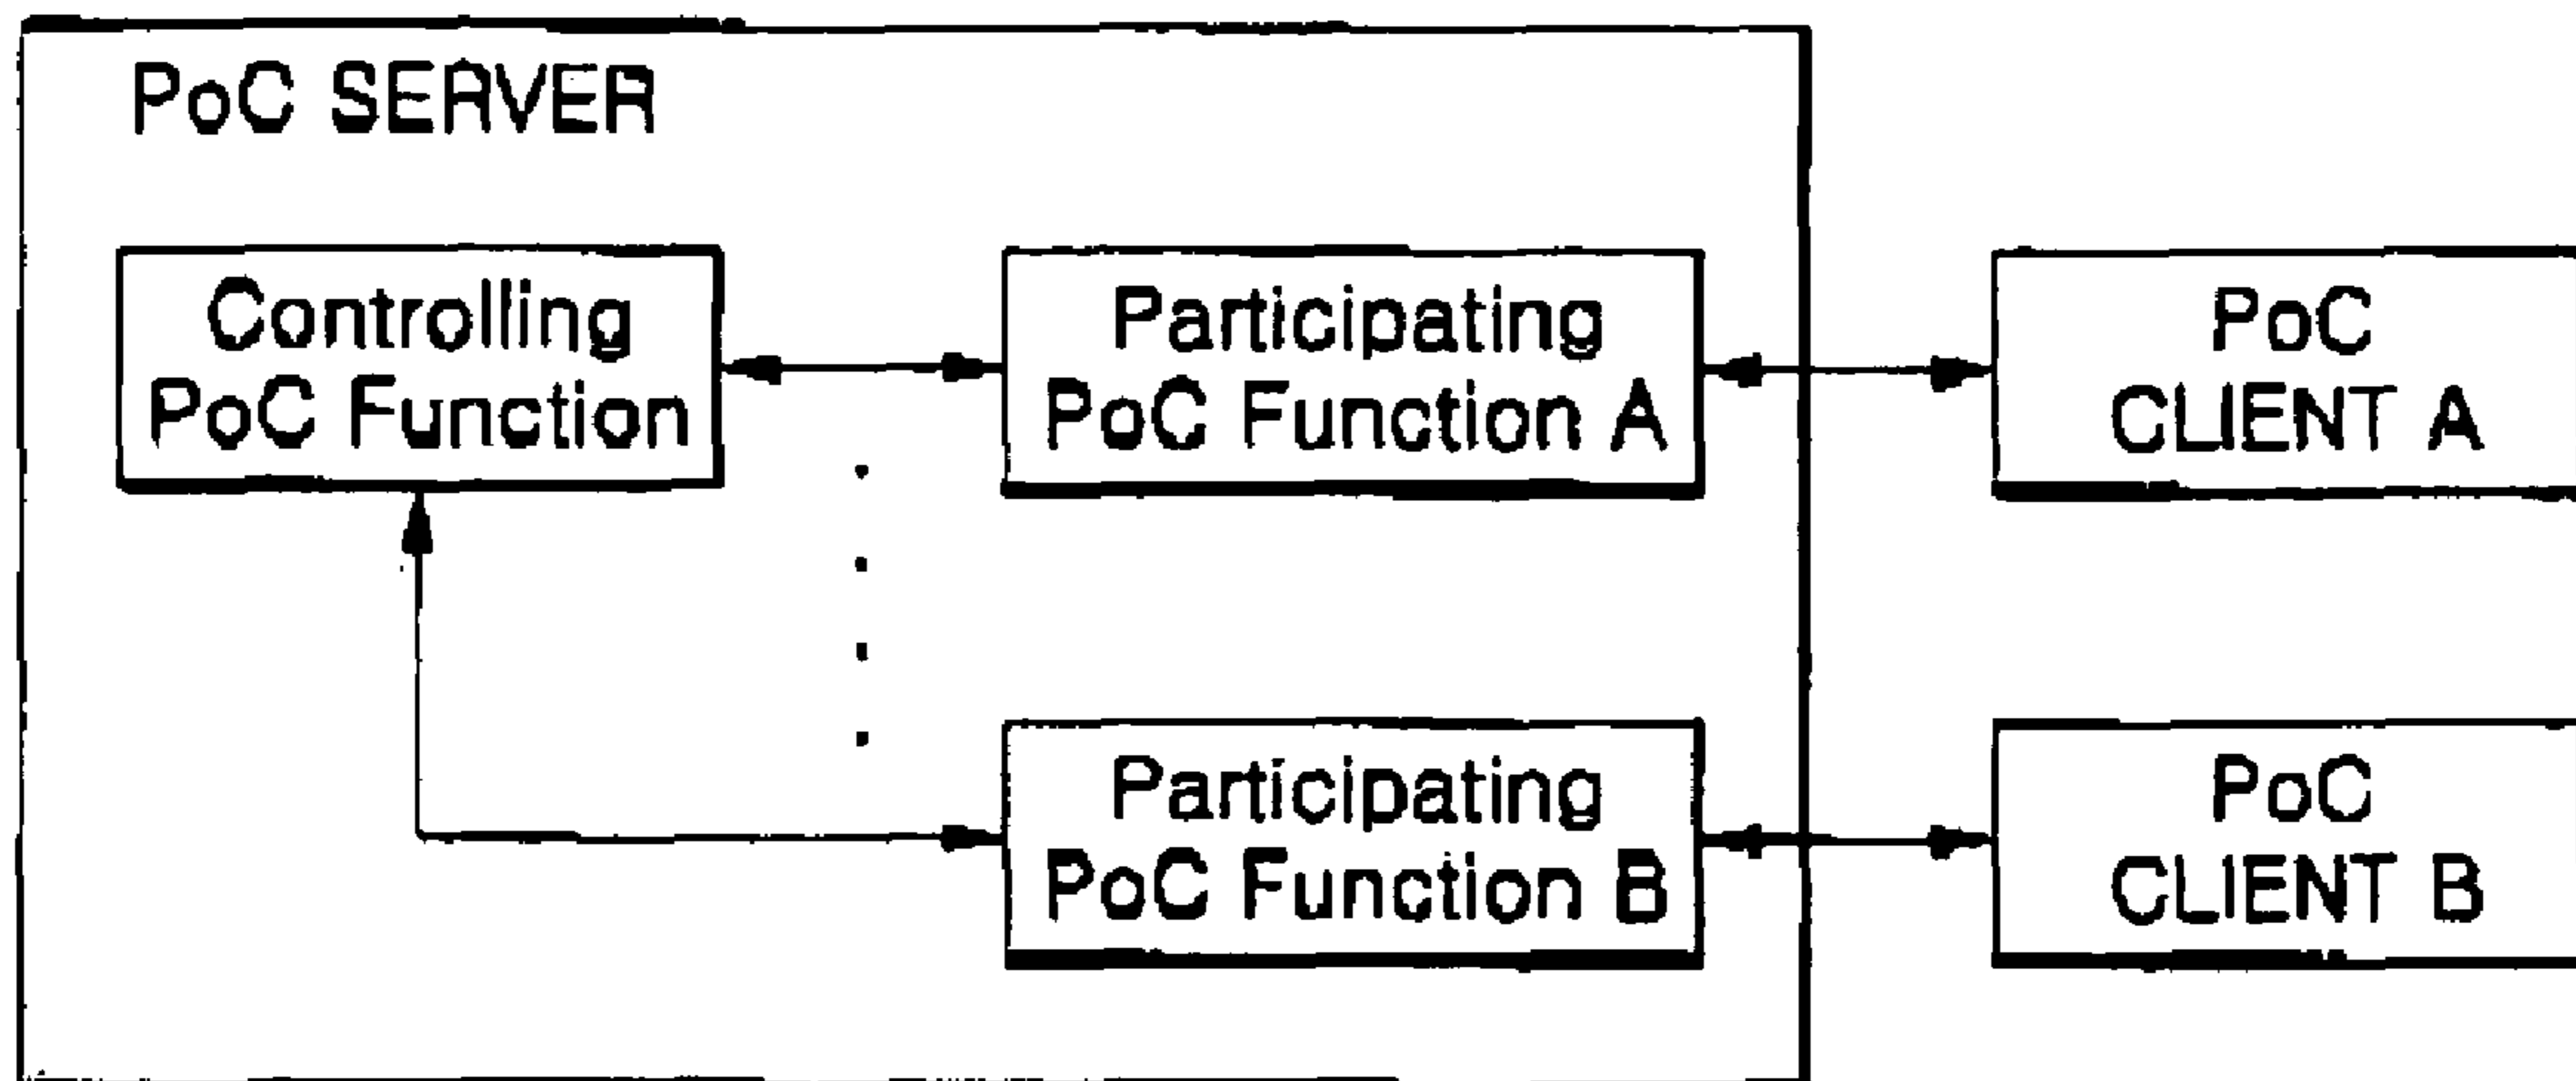 PoC SERVER
Controlling
PoC Function
Participating
PoC Function A
PoC
CLIENT A
Participating
PoC Function B
PoC
CLIENT B